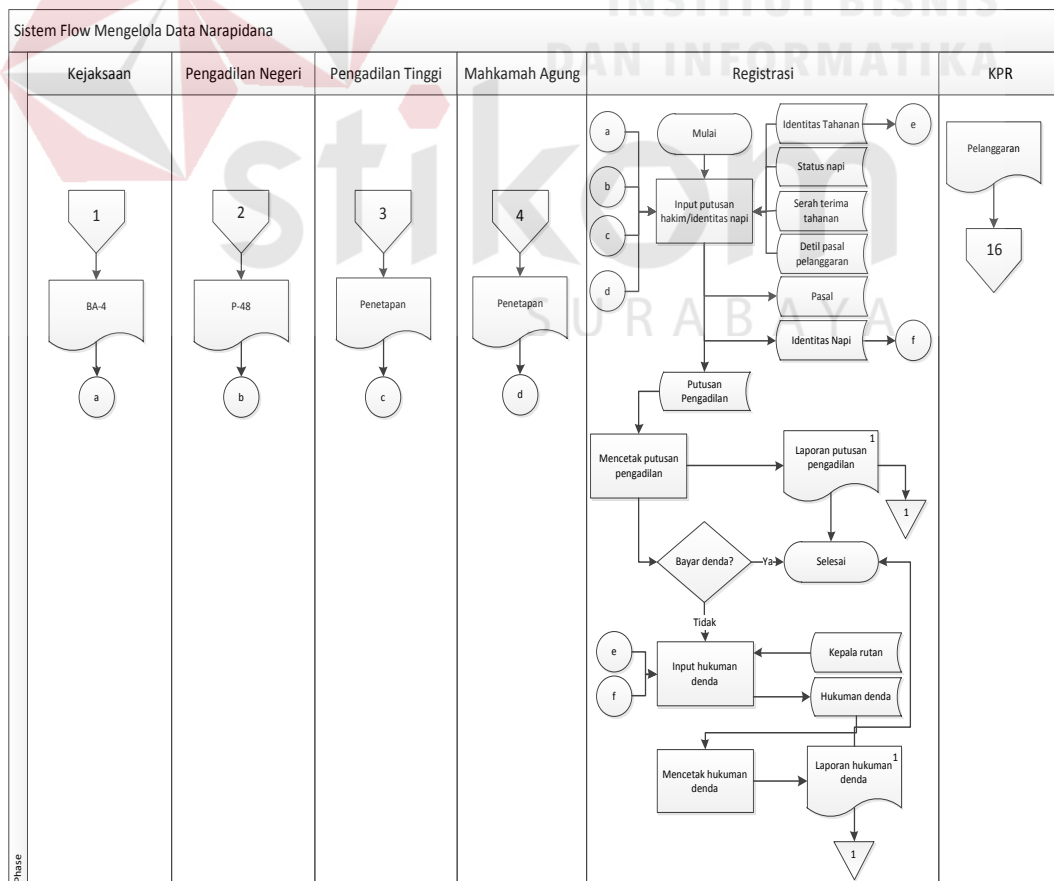 INSTITUT BISNIS
DAN INFORMATIKA
stikom
SURABAYA
Sistem Flow Mengelola Data Narapidana
Kejaksaan
Pengadilan Negeri
Pengadilan Tinggi
Mahkamah Agung
Registrasi
KPR
1
BA-4
a
2
P-48
b
3
Penetapan
c
4
Penetapan
d
a
b
c
d
Mulai
Input putusan
hakim/identitas napi
Identitas Tahanan
e
Status napi
Serah terima
tahanan
Detil pasal
pelanggaran
Pasal
Identitas Napi
f
Putusan
Pengadilan
Mencetak putusan
pengadilan
Laporan putusan
pengadilan
1
1
Bayar denda?
Ya
Selesai
Tidak
e
f
Input hukuman
denda
Kepala rutan
Hukuman denda
Mencetak hukuman
denda
Laporan hukuman
denda
1
1
Pelanggaran
16
Phase